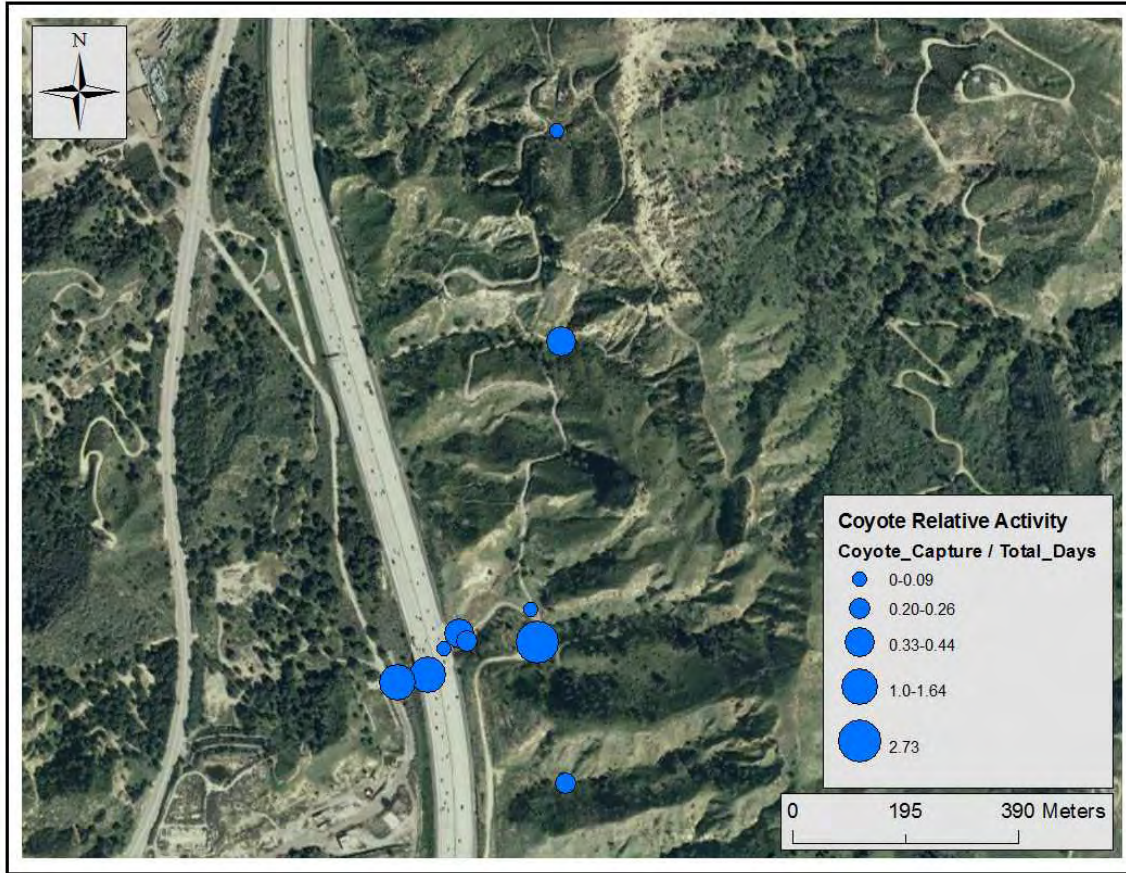 N
Coyote Relative Activity
Coyote_Capture / Total_Days
0-0.09
0.20-0.26
0.33-0.44
1.0-1.64
2.73
0 195 390 Meters